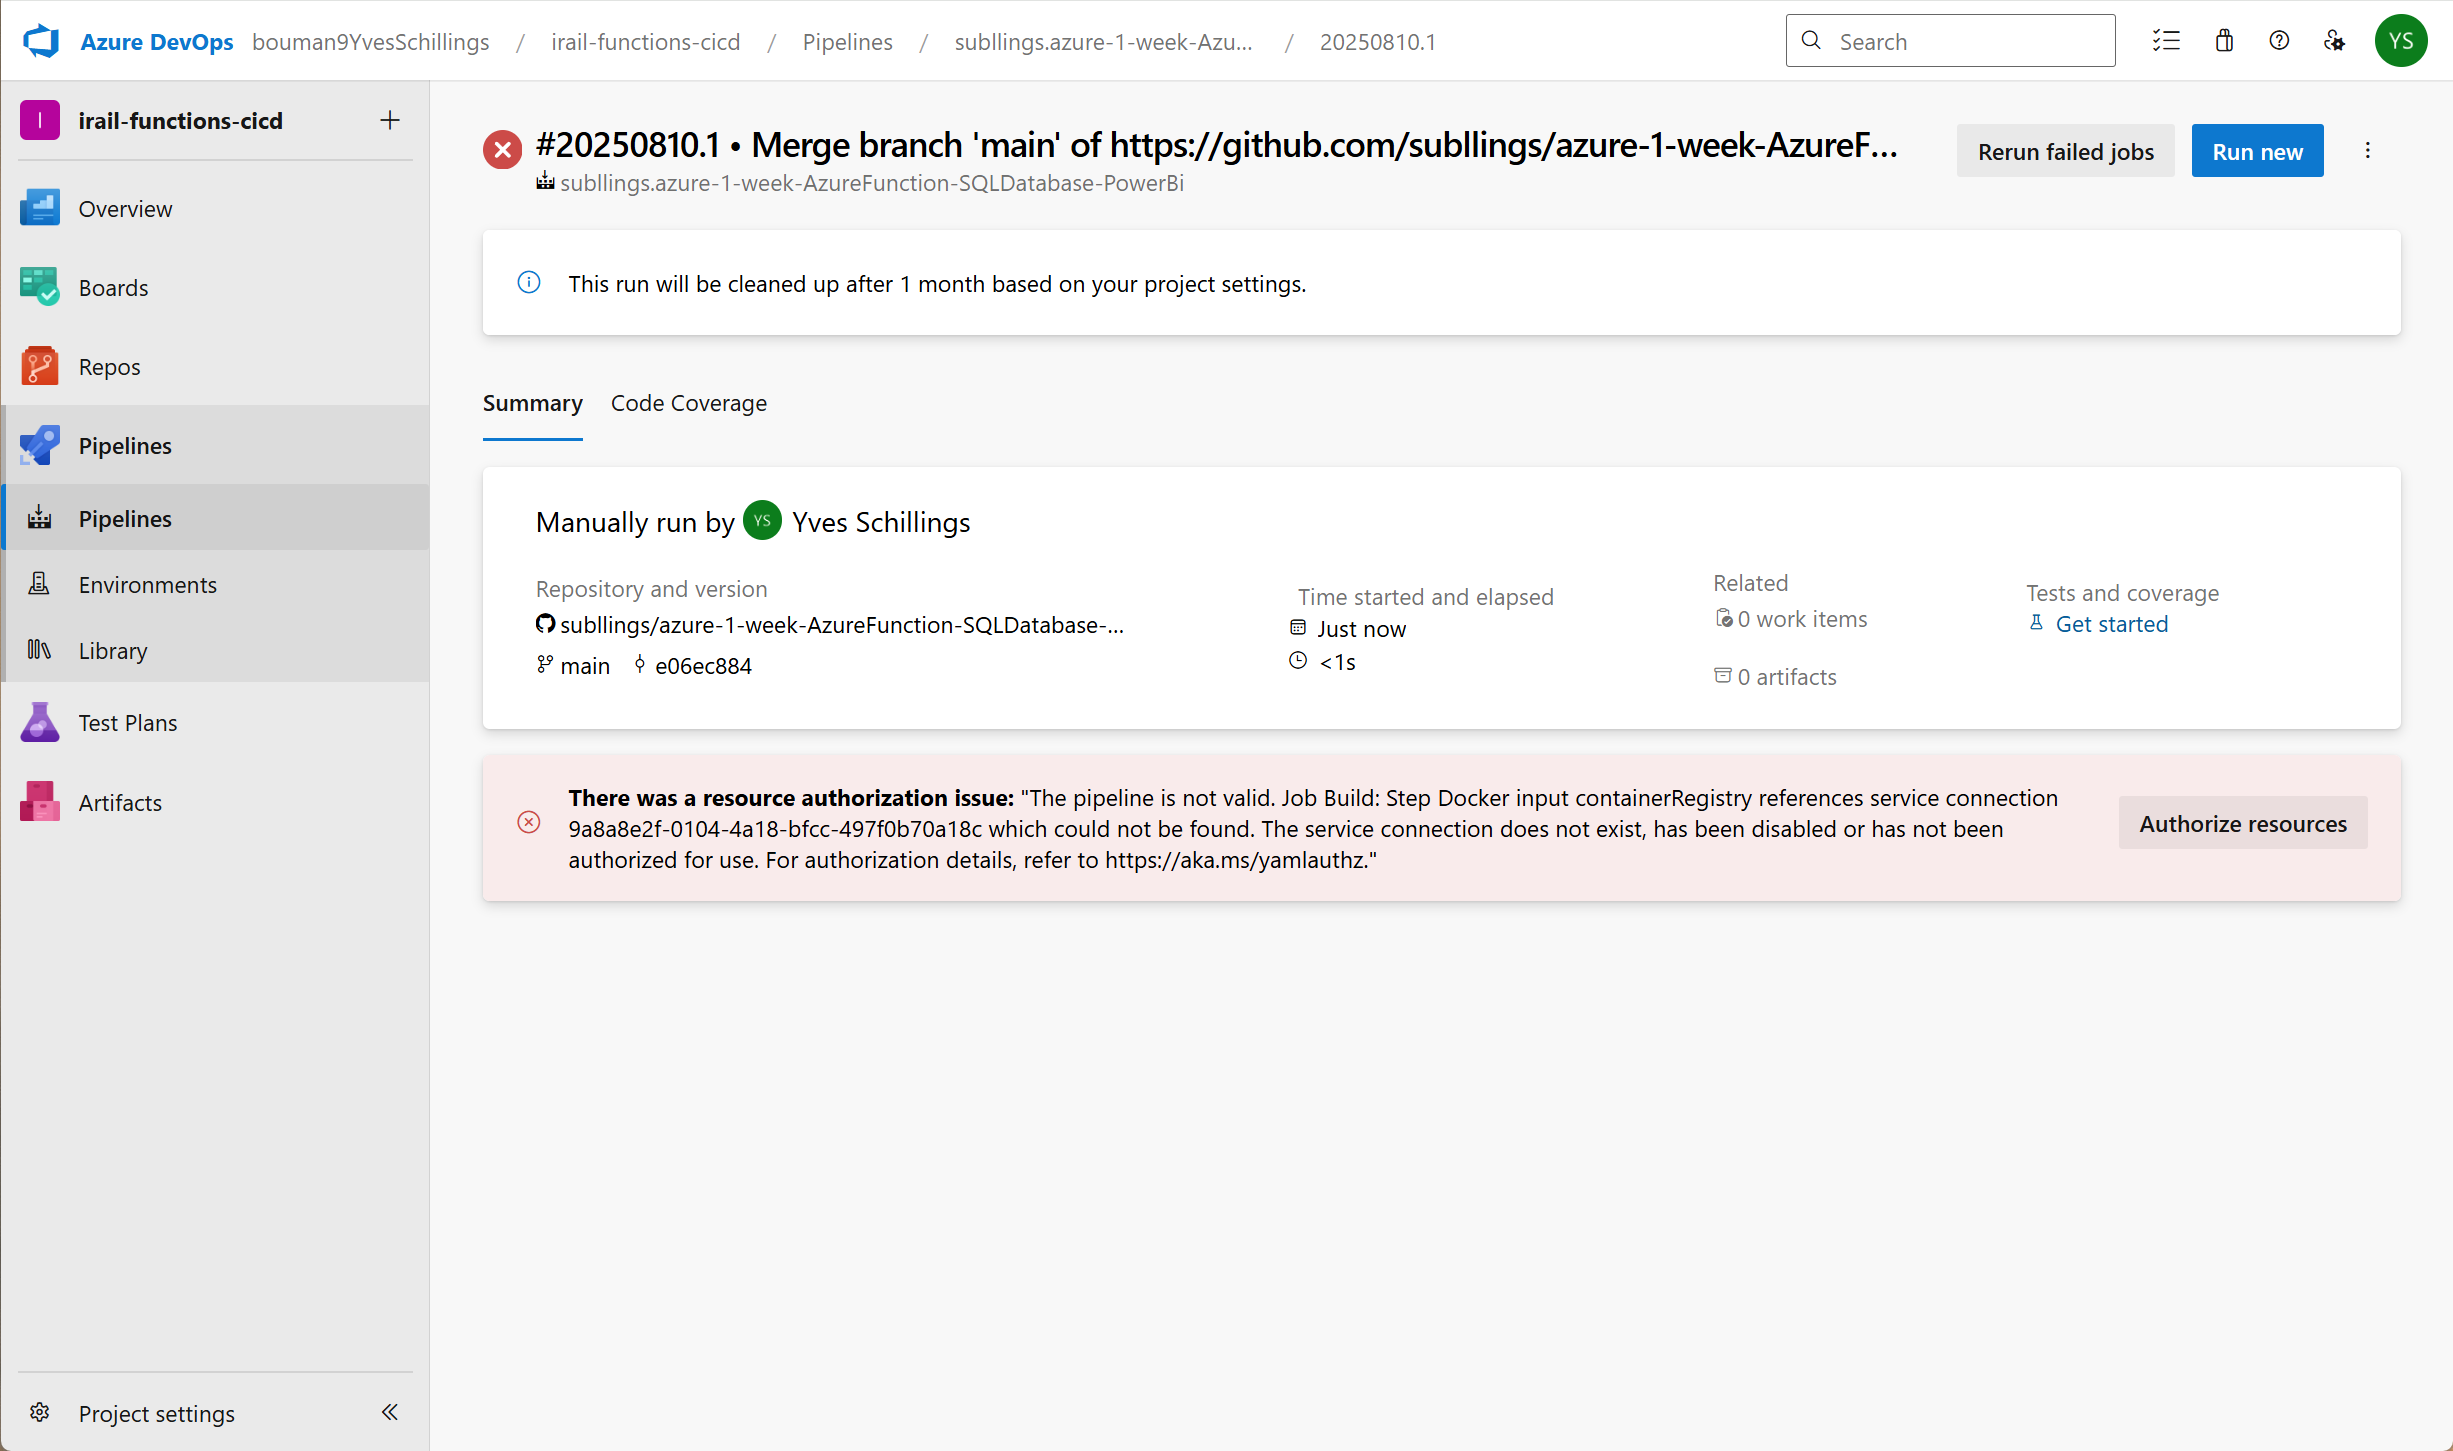 Azure DevOps bouman9YvesSchillings / irail-functions-cicd / Pipelines / subllings.azure-1-week-Azu... / 20250810.1
Search
YS
I irail-functions-cicd
Overview
Boards
Repos
Pipelines
Pipelines
Environments
Library
Test Plans
Artifacts
Project settings
#20250810.1 • Merge branch 'main' of https://github.com/subllings/azure-1-week-AzureF...
subllings.azure-1-week-AzureFunction-SQLDatabase-PowerBi
Rerun failed jobs
Run new
This run will be cleaned up after 1 month based on your project settings.
Summary Code Coverage
Manually run by YS Yves Schillings
Repository and version
subllings/azure-1-week-AzureFunction-SQLDatabase-...
main e06ec884
Time started and elapsed
Just now
<1s
Related
0 work items
0 artifacts
Tests and coverage
Get started
There was a resource authorization issue: "The pipeline is not valid. Job Build: Step Docker input containerRegistry references service connection
9a8a8e2f-0104-4a18-bfcc-497f0b70a18c which could not be found. The service connection does not exist, has been disabled or has not been
authorized for use. For authorization details, refer to https://aka.ms/yamlauthz."
Authorize resources